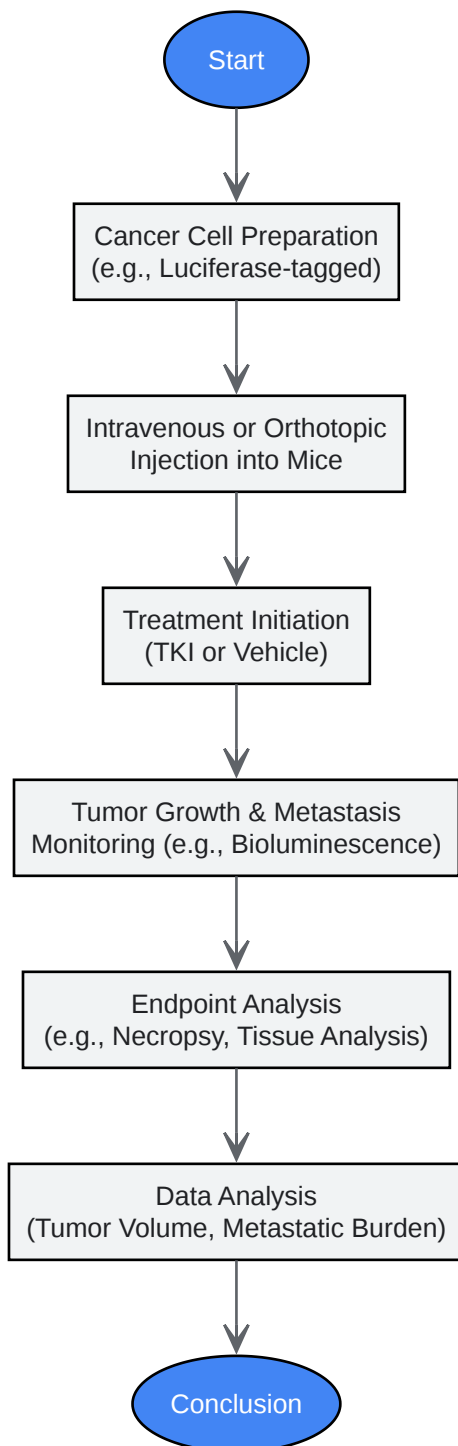 Start
Cancer Cell Preparation
(e.g., Luciferase-tagged)
Intravenous or Orthotopic
Injection into Mice
Treatment Initiation
(TKI or Vehicle)
Tumor Growth & Metastasis
Monitoring (e.g., Bioluminescence)
Endpoint Analysis
(e.g., Necropsy, Tissue Analysis)
Data Analysis
(Tumor Volume, Metastatic Burden)
Conclusion